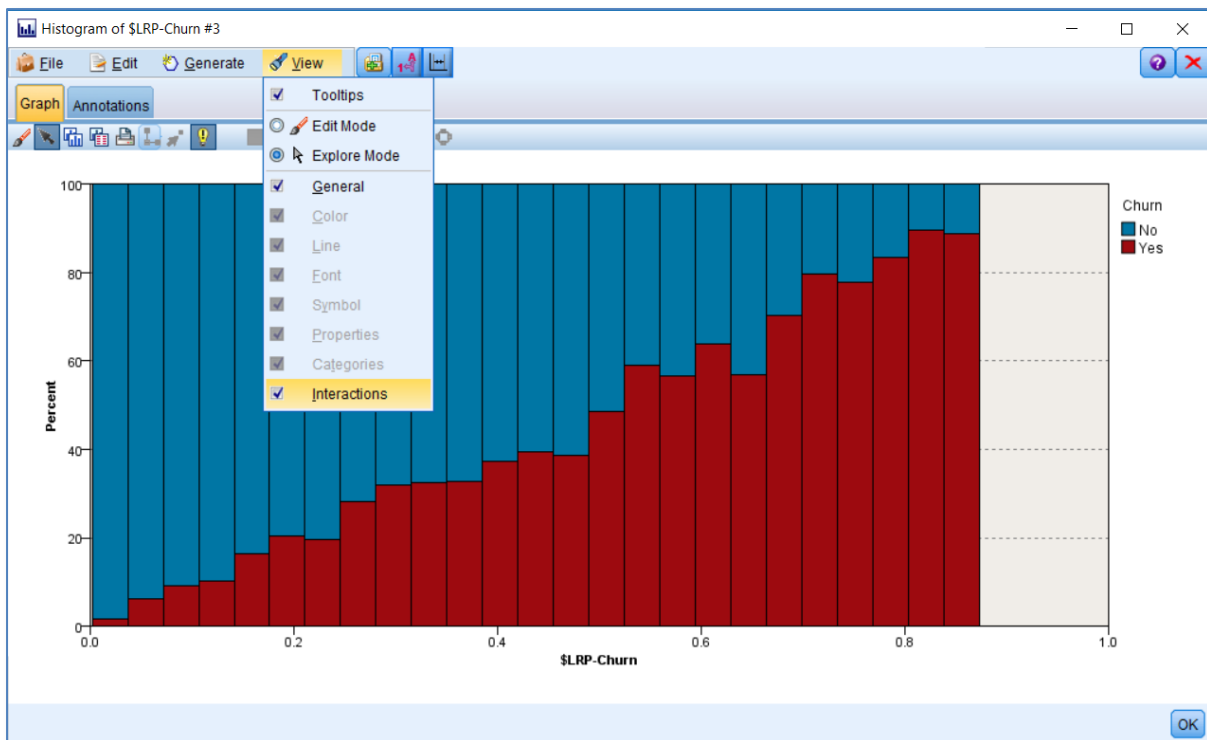 Histogram of $LRP-Churn #3
File Edit Generate View
Graph Annotations
Tooltips
Edit Mode
Explore Mode
General
Color
Line
Font
Symbol
Properties
Categories
Interactions
100
80
60
40
20
0
Percent
0.0 0.2 0.4 0.6 0.8 1.0
$LRP-Churn
Churn
No
Yes
OK